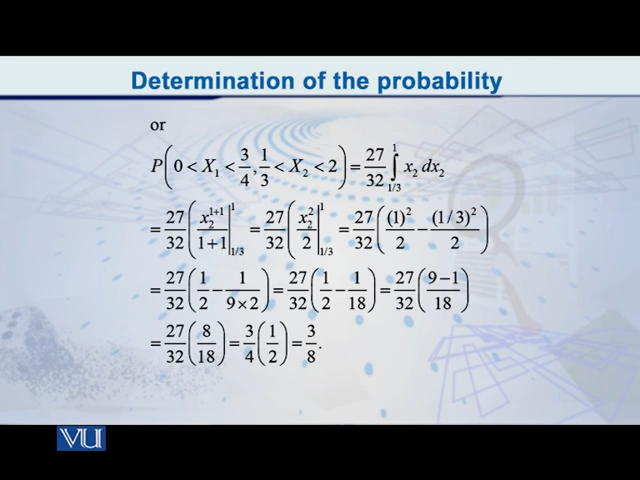 Determination of the probability
or
P(0 < X₁ < 3/4, 1/3 < X₂ < 2) = 27/32 ∫_{1/3}^{1} x₂ dx₂
= 27/32 (x₂^{1+1}/(1+1) |_{1/3}^{1} = 27/32 (x₂²/2 |_{1/3}^{1} = 27/32 ((1)²/2 − (1/3)²/2)
= 27/32 (1/2 − 1/(9×2)) = 27/32 (1/2 − 1/18) = 27/32 ((9−1)/18)
= 27/32 (8/18) = 3/4 (1/2) = 3/8.
VU